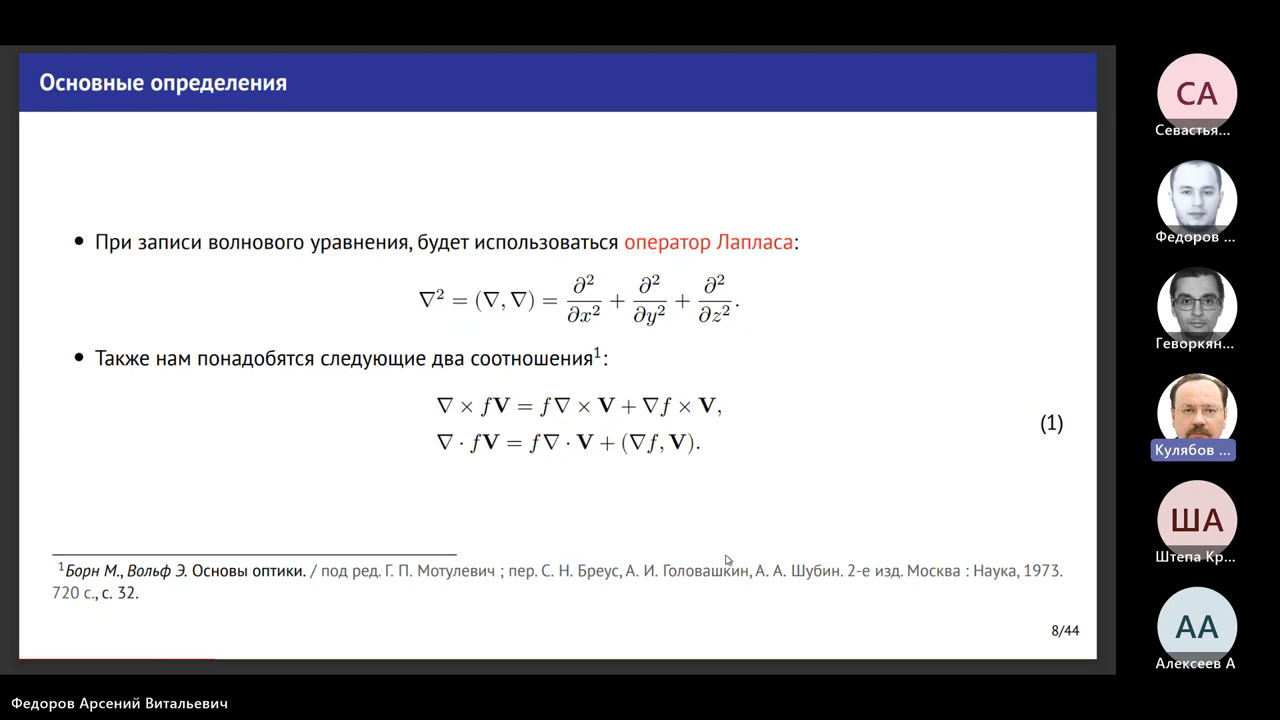 Основные определения
• При записи волнового уравнения, будет использоваться оператор Лапласа:
∇² = (∇, ∇) = ∂²/∂x² + ∂²/∂y² + ∂²/∂z².
• Также нам понадобятся следующие два соотношения¹:
∇ × fV = f∇ × V + ∇f × V,
∇ · fV = f∇ · V + (∇f, V).
(1)
¹Борн М., Вольф Э. Основы оптики. / под ред. Г. П. Мотулевич ; пер. С. Н. Бреус, А. И. Головашкин, А. А. Шубин. 2-е изд. Москва : Наука, 1973.
720 с., с. 32.
8/44
СА
Севастья...
Федоров ...
Геворкян...
Кулябов ...
ША
Штепа Кр...
АА
Алексеев А
Федоров Арсений Витальевич